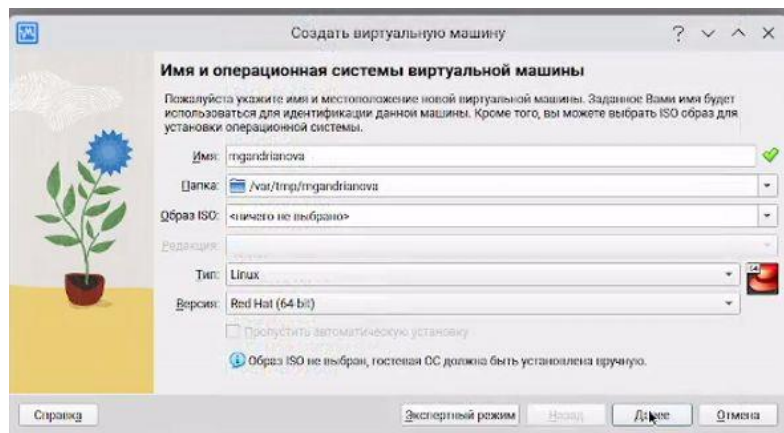 Создать виртуальную машину
Имя и операционная системы виртуальной машины
Пожалуйста укажите имя и местоположение новой виртуальной машины. Заданное Вами имя будет
использоваться для идентификации данной машины. Кроме того, вы можете выбрать ISO образ для
установки операционной системы.
Имя: mgandrianova
Папка: /var/tmp/mgandrianova
Образ ISO: <ничего не выбрано>
Редакция:
Тип: Linux
64
Версия: Red Hat (64-bit)
Пропустить автоматическую установку
Образ ISO не выбран, гостевая ОС должна быть установлена вручную.
Справка Экспертный режим Назад Далее Отмена